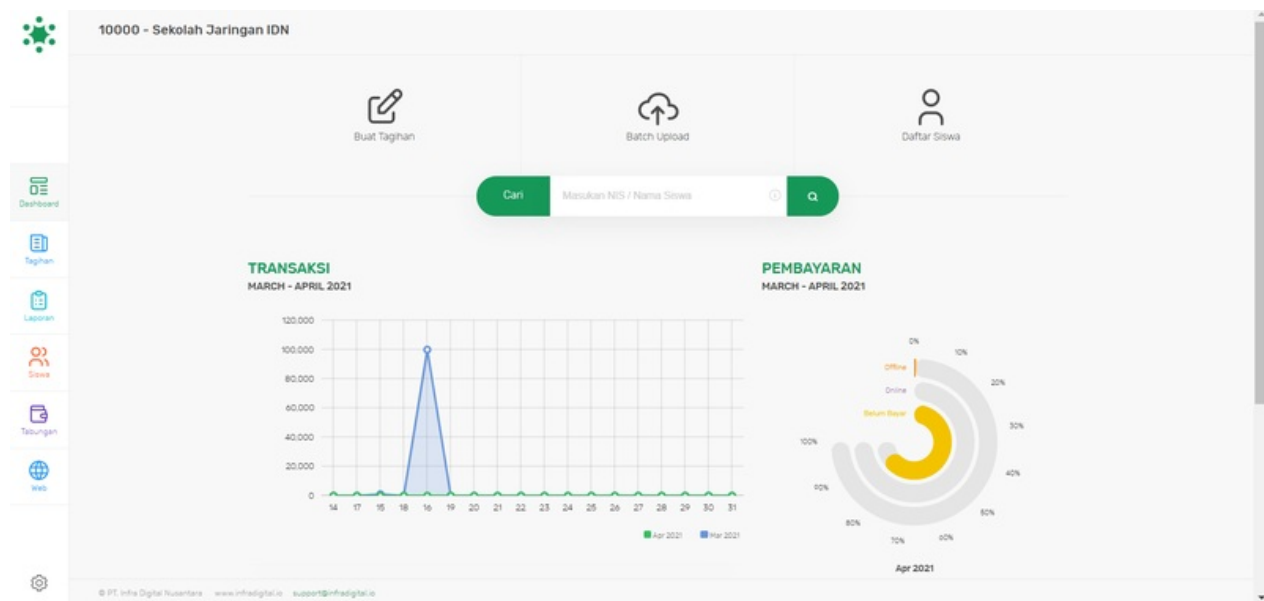 10000 - Sekolah Jaringan IDN
Buat Tagihan
Batch Upload
Daftar Siswa
Cari
Masukan NIS / Nama Siswa
Dashboard
Tagihan
Laporan
Siswa
Tabungan
Web
TRANSAKSI
MARCH - APRIL 2021
120,000
100,000
80,000
60,000
40,000
20,000
0
14 17 15 18 16 19 20 21 22 23 24 25 26 27 28 29 30 31
Apr 2021 Mar 2021
PEMBAYARAN
MARCH - APRIL 2021
0%
10%
20%
30%
40%
50%
60%
70%
80%
90%
100%
Offline
Online
Belum Bayar
Apr 2021
© PT. Infra Digital Nusantara www.infradigital.io support@infradigital.io